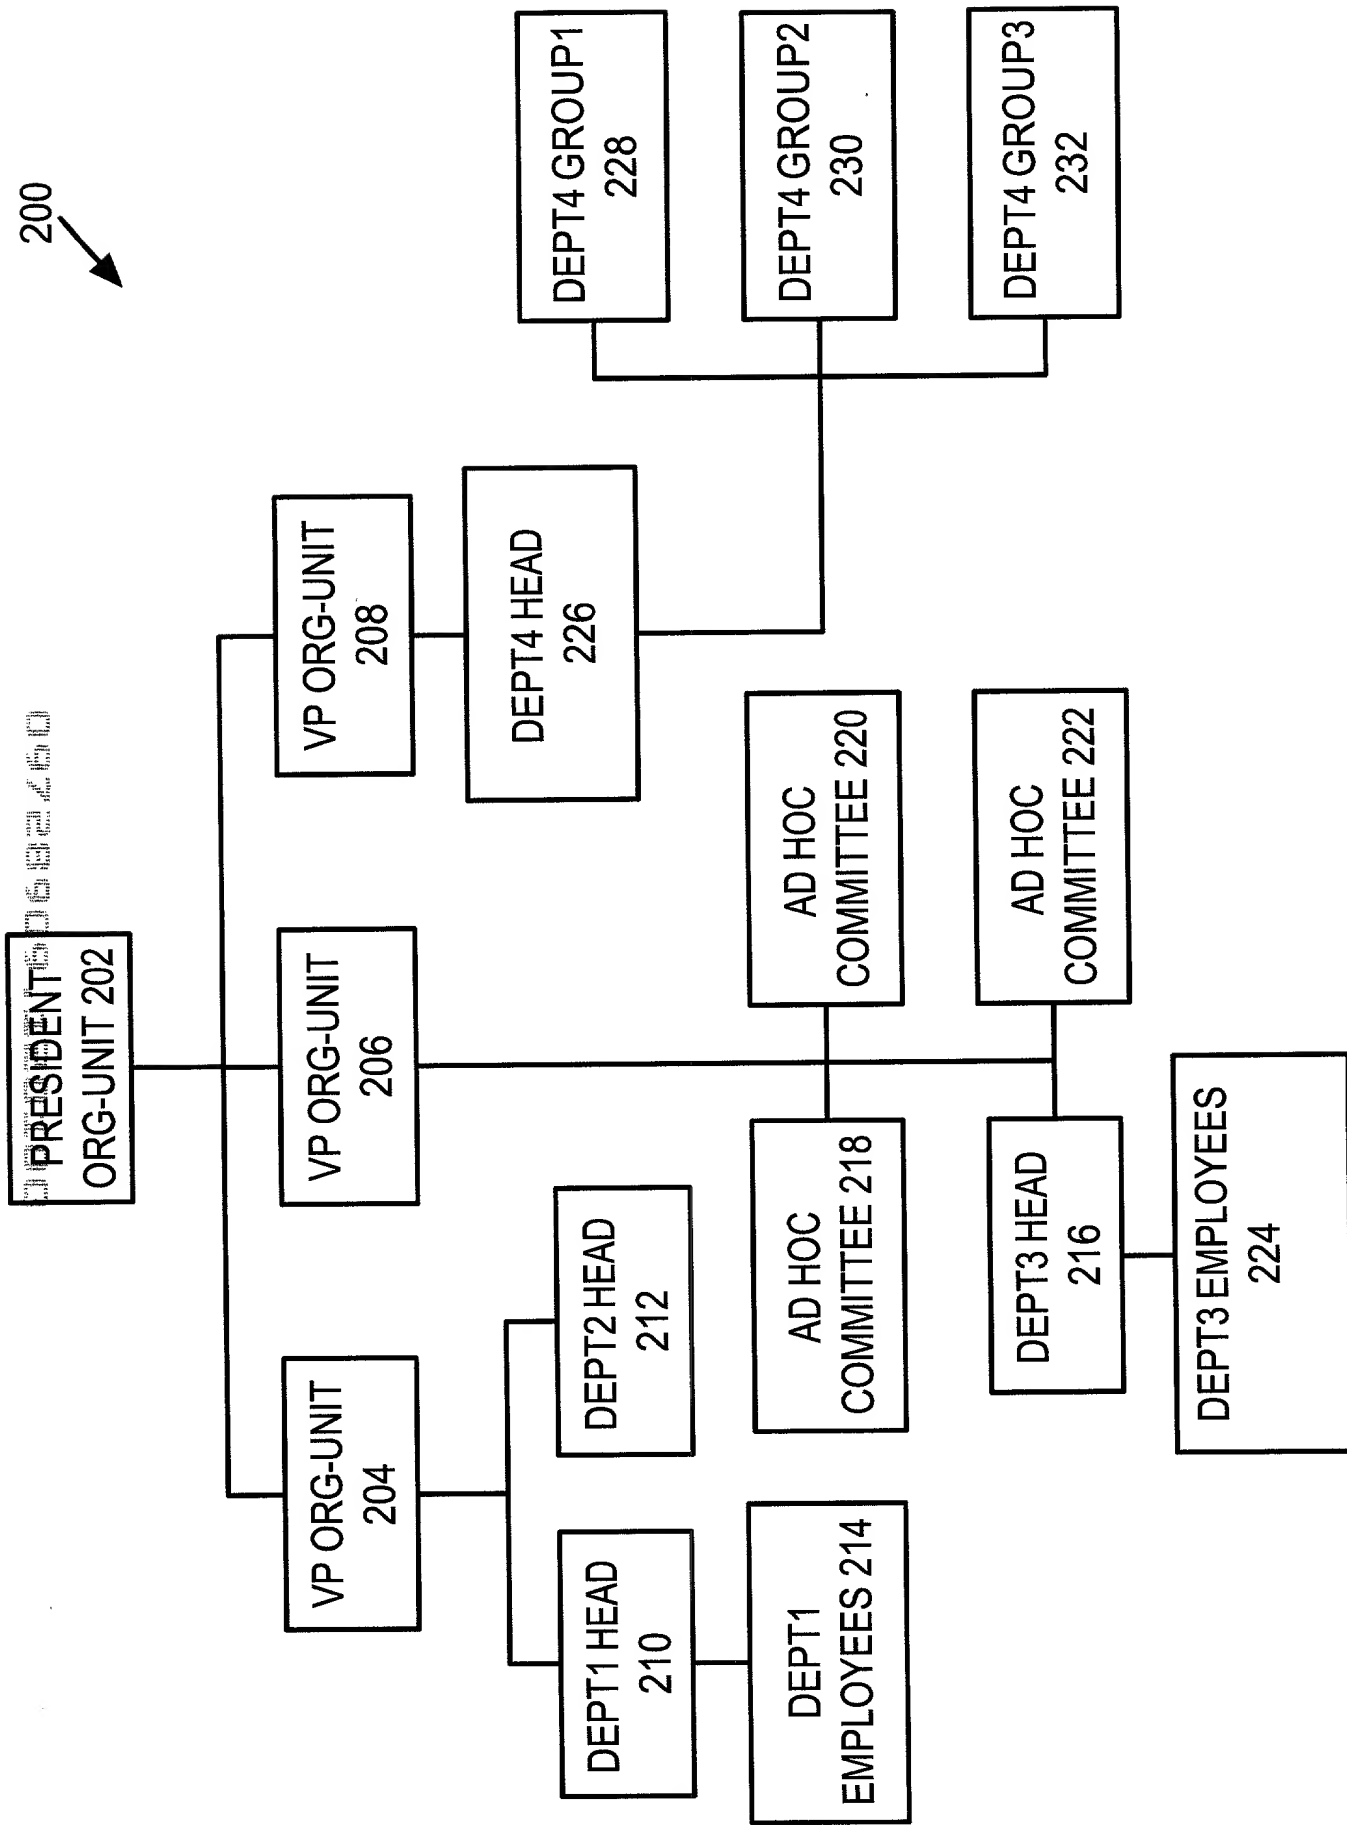 200
PRESIDENT
ORG-UNIT 202
VP ORG-UNIT
204
VP ORG-UNIT
206
VP ORG-UNIT
208
DEPT1 HEAD
210
DEPT2 HEAD
212
DEPT4 HEAD
226
DEPT1
EMPLOYEES 214
AD HOC
COMMITTEE 218
AD HOC
COMMITTEE 220
DEPT3 HEAD
216
AD HOC
COMMITTEE 222
DEPT3 EMPLOYEES
224
DEPT4 GROUP1
228
DEPT4 GROUP2
230
DEPT4 GROUP3
232